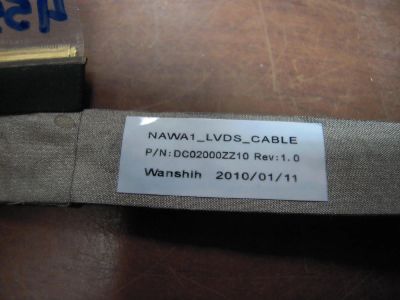 NAWA1_LVDS_CABLE
P/N:DC02000ZZ10 Rev:1.0
Wanshih 2010/01/11